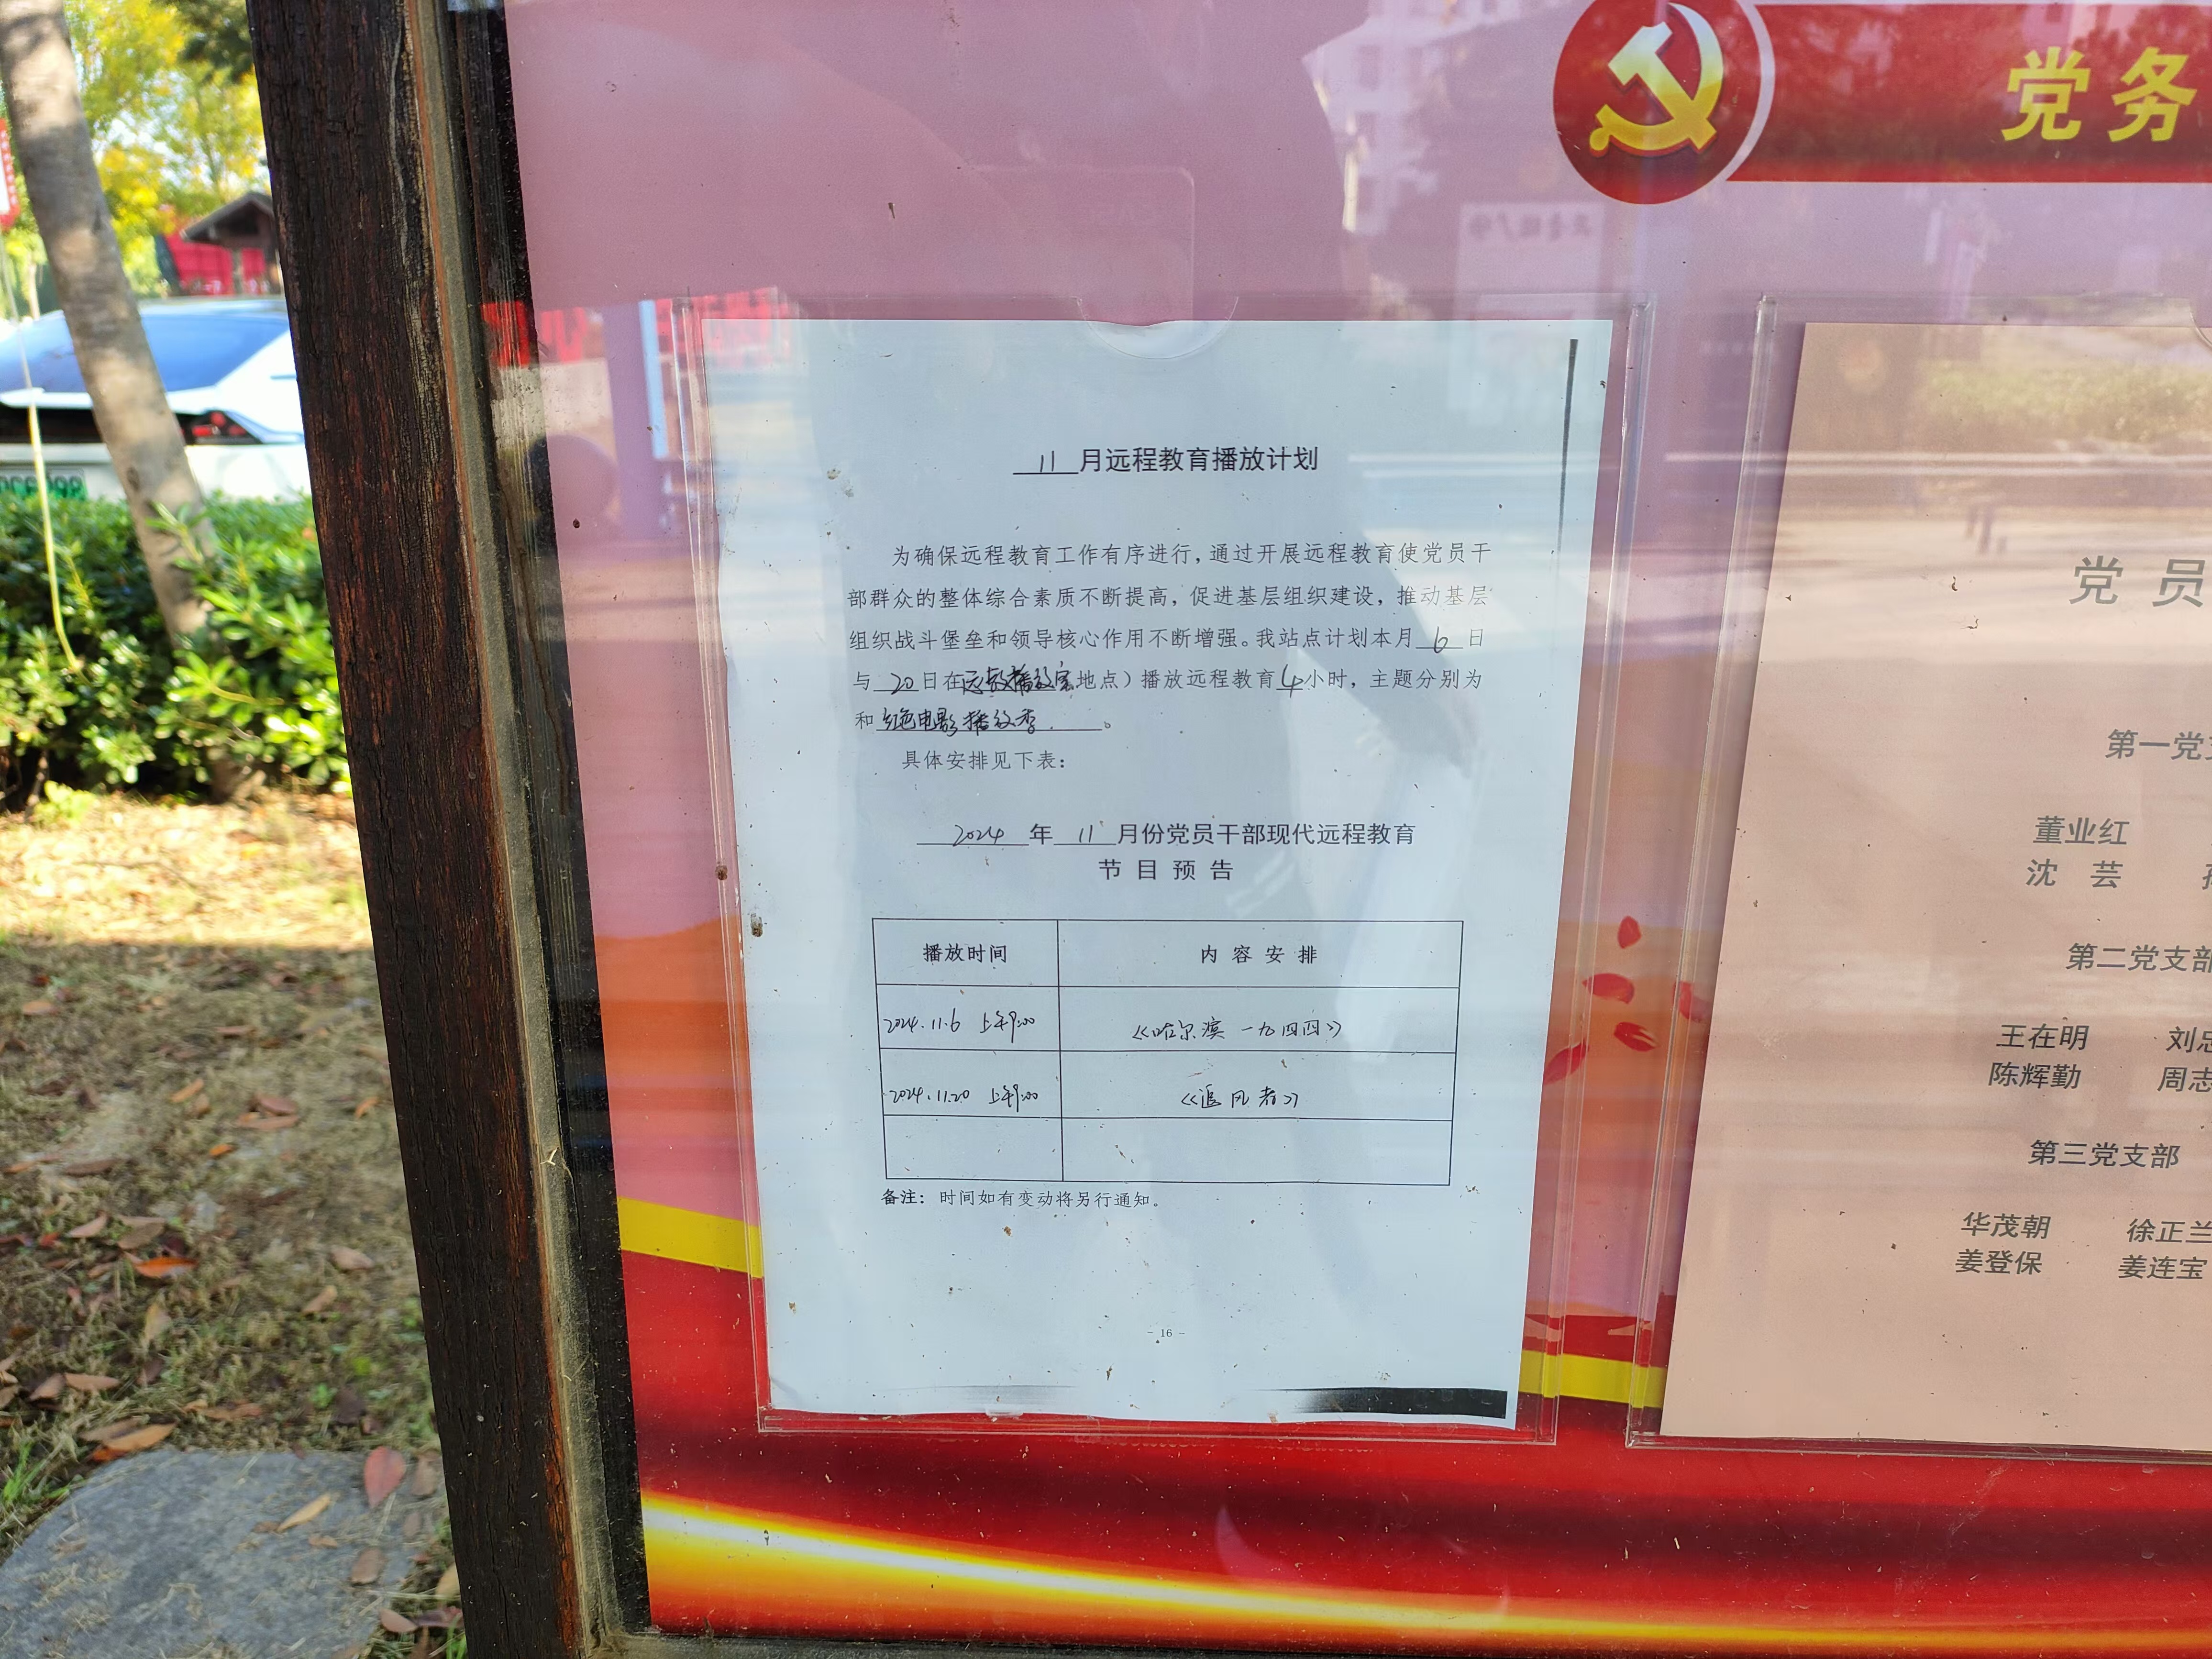 党务
11月远程教育播放计划
为确保远程教育工作有序进行，通过开展远程教育使党员干
部群众的整体综合素质不断提高，促进基层组织建设，推动基层
组织战斗堡垒和领导核心作用不断增强。我站点计划本月6日
与20日在远教播放室地点）播放远程教育4小时，主题分别为
和红色电影播放季.。
具体安排见下表：
2024年11月份党员干部现代远程教育
节目预告
播放时间 内容安排
2024.11.6 上午9:00 《哈尔滨一九四四》
2024.11.20 上午9:00 《追风者》
备注：时间如有变动将另行通知。
- 16 -
党员
第一党支
董业红
沈芸
第二党支部
王在明 刘忠
陈辉勤 周志
第三党支部
华茂朝 徐正兰
姜登保 姜连宝